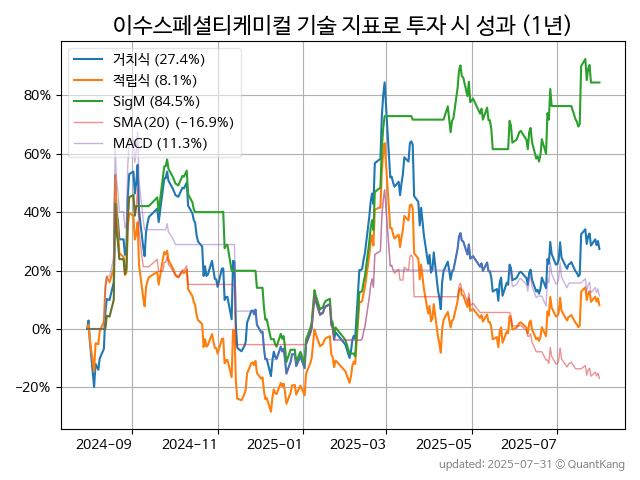 이수스페셜티케미컬 기술 지표로 투자 시 성과 (1년)
거치식 (27.4%)
적립식 (8.1%)
SigM (84.5%)
SMA(20) (-16.9%)
MACD (11.3%)
80%
60%
40%
20%
0%
-20%
2024-09 2024-11 2025-01 2025-03 2025-05 2025-07
updated: 2025-07-31 © QuantKang